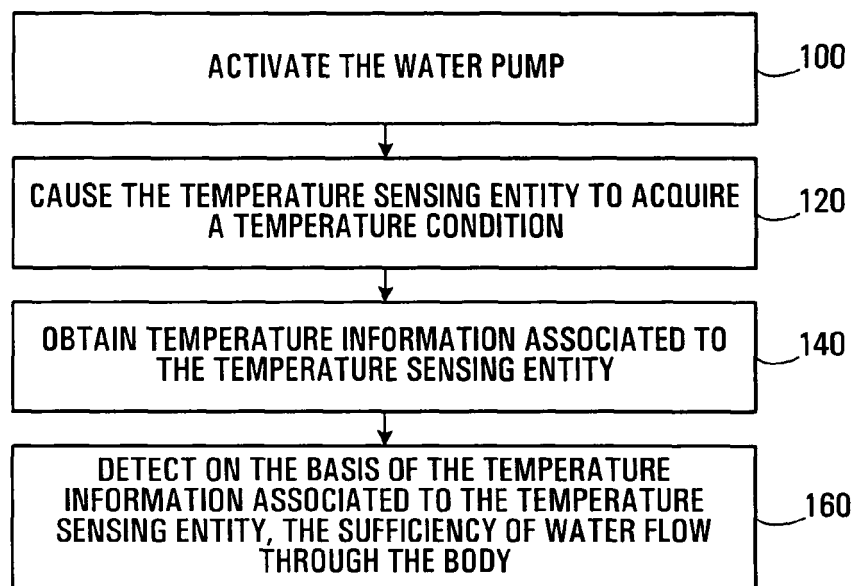 ACTIVATE THE WATER PUMP
100
CAUSE THE TEMPERATURE SENSING ENTITY TO ACQUIRE
A TEMPERATURE CONDITION
120
OBTAIN TEMPERATURE INFORMATION ASSOCIATED TO
THE TEMPERATURE SENSING ENTITY
140
DETECT ON THE BASIS OF THE TEMPERATURE
INFORMATION ASSOCIATED TO THE TEMPERATURE
SENSING ENTITY, THE SUFFICIENCY OF WATER FLOW
THROUGH THE BODY
160